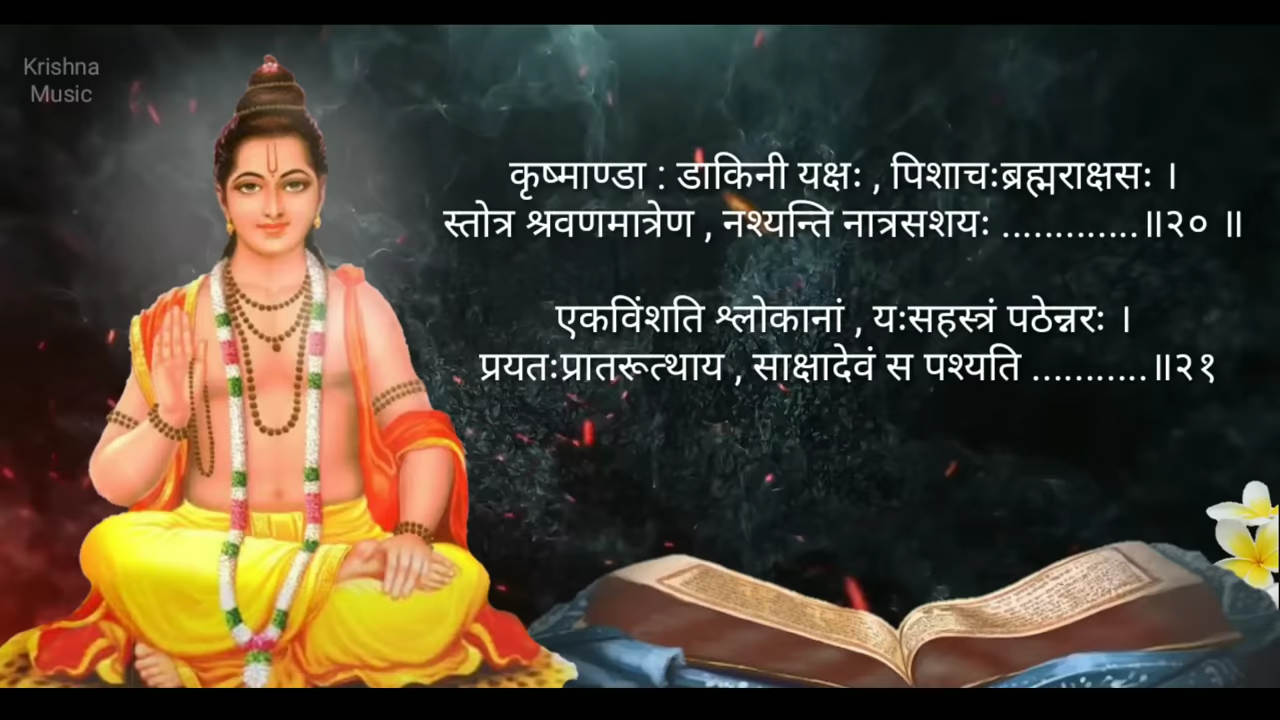 Krishna
Music
कृष्माण्डा : डाकिनी यक्षः , पिशाचःब्रह्मराक्षसः ।
स्तोत्र श्रवणमात्रेण , नश्यन्ति नात्रसशयः .............॥२० ॥
एकविंशति श्लोकानां , यःसहस्त्रं पठेन्नरः ।
प्रयतःप्रातरूत्थाय , साक्षादेवं स पश्यति ...........॥२१